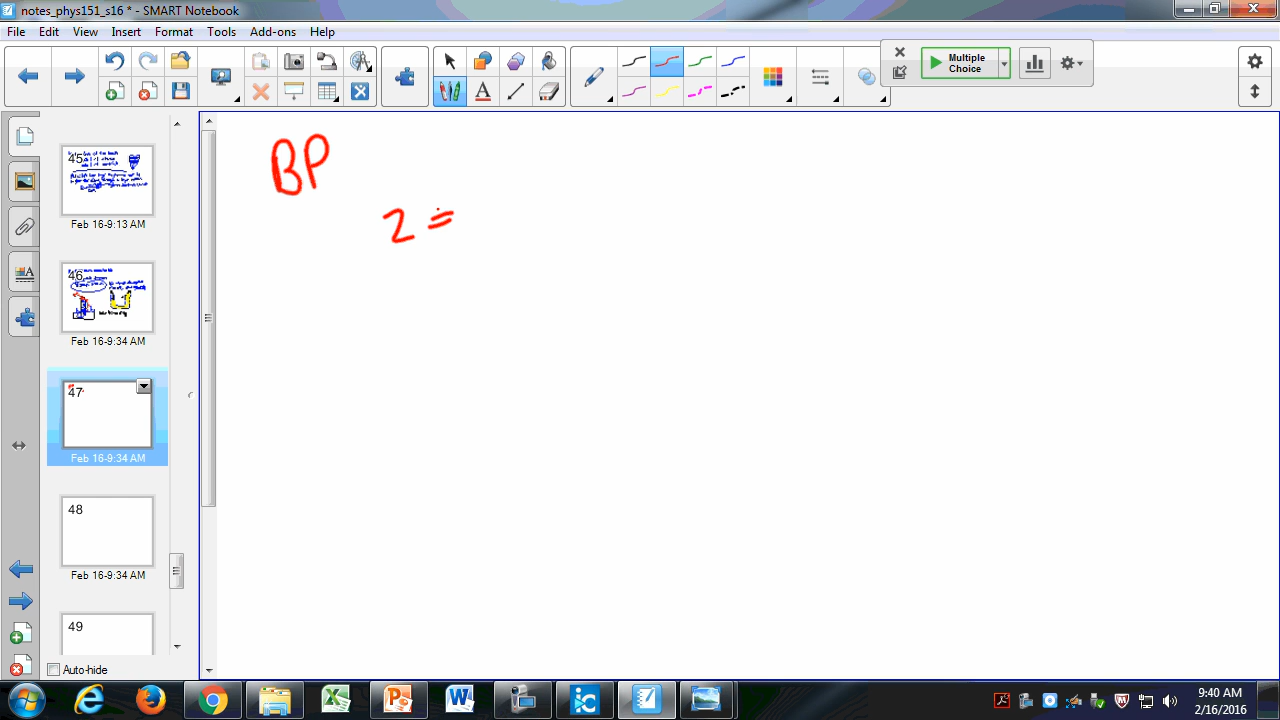 notes_phys151_s16 * - SMART Notebook
File Edit View Insert Format Tools Add-ons Help
Multiple
Choice
45
Feb 16-9:13 AM
46
Feb 16-9:34 AM
47
Feb 16-9:34 AM
48
Feb 16-9:34 AM
49
Auto-hide
BP
2 =
9:40 AM
2/16/2016